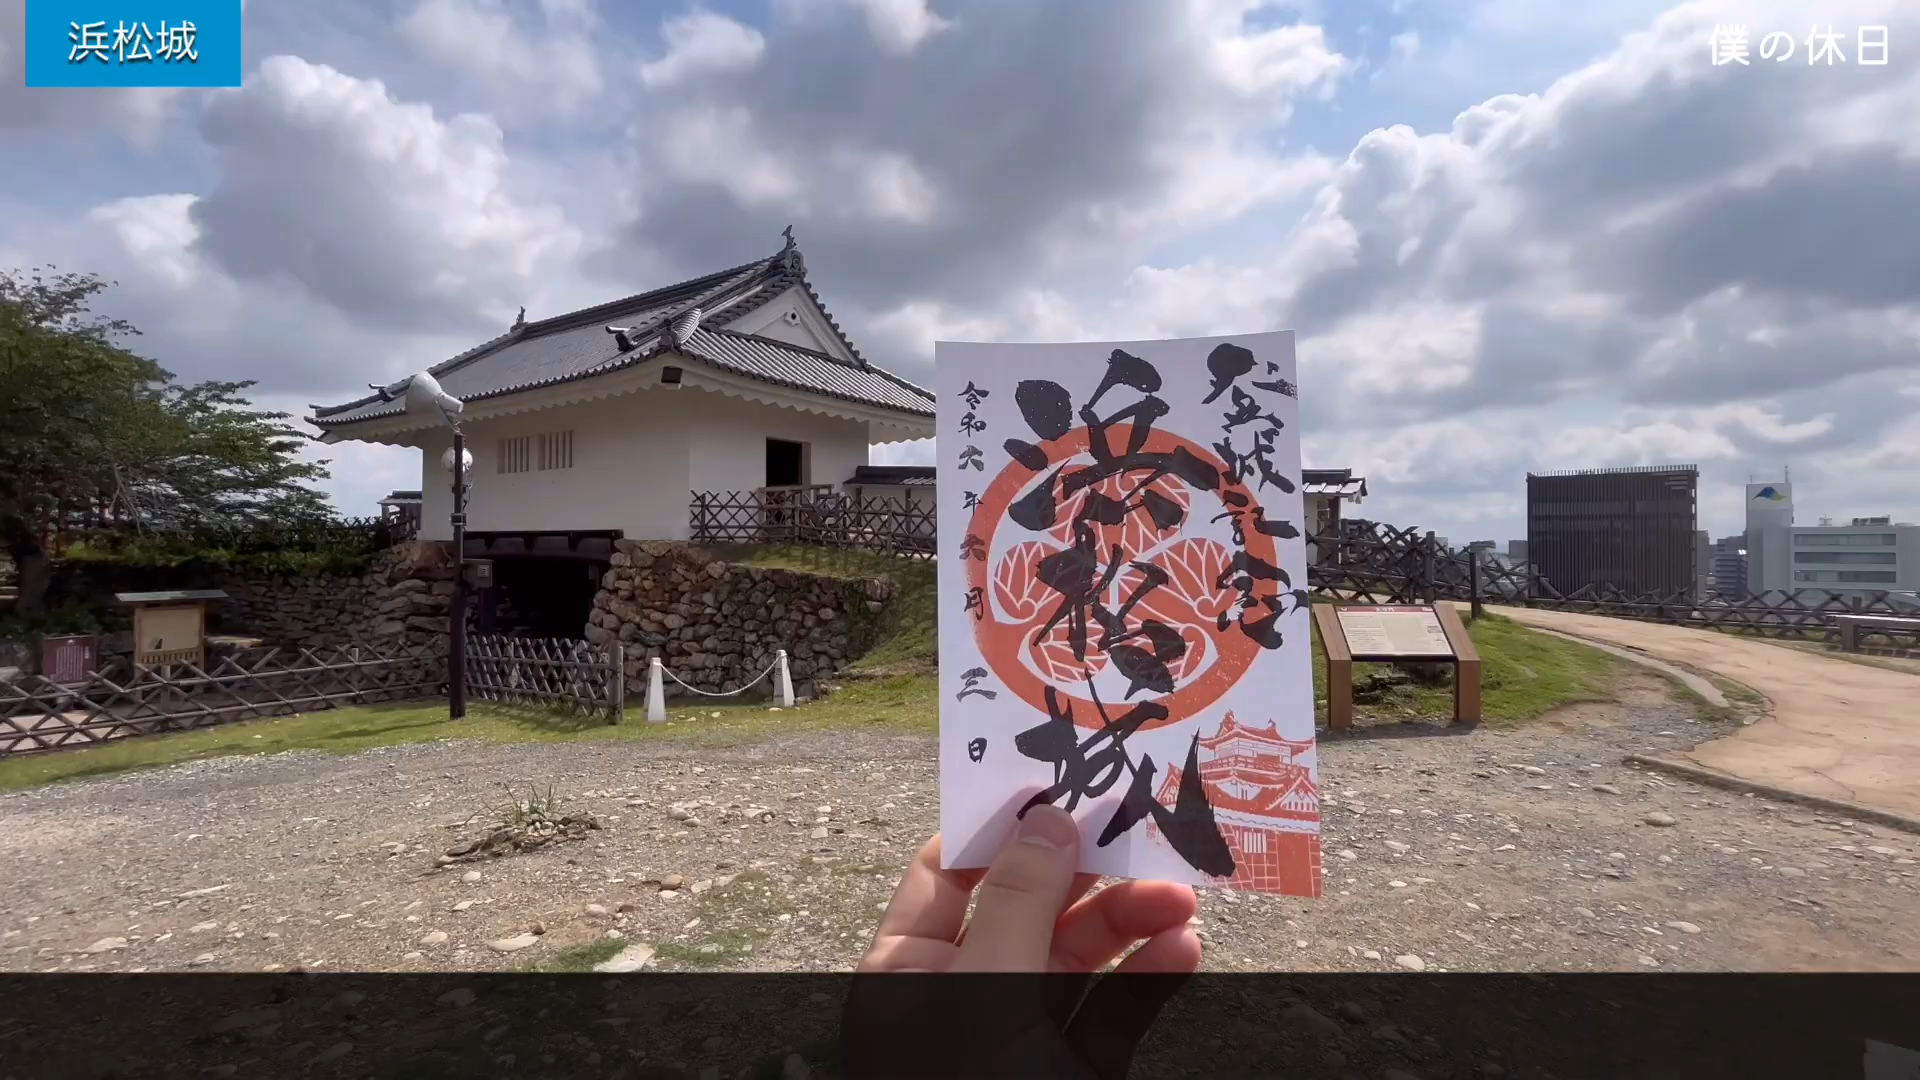 浜松城
僕の休日
登城記念
浜松城
令和六年六月三日